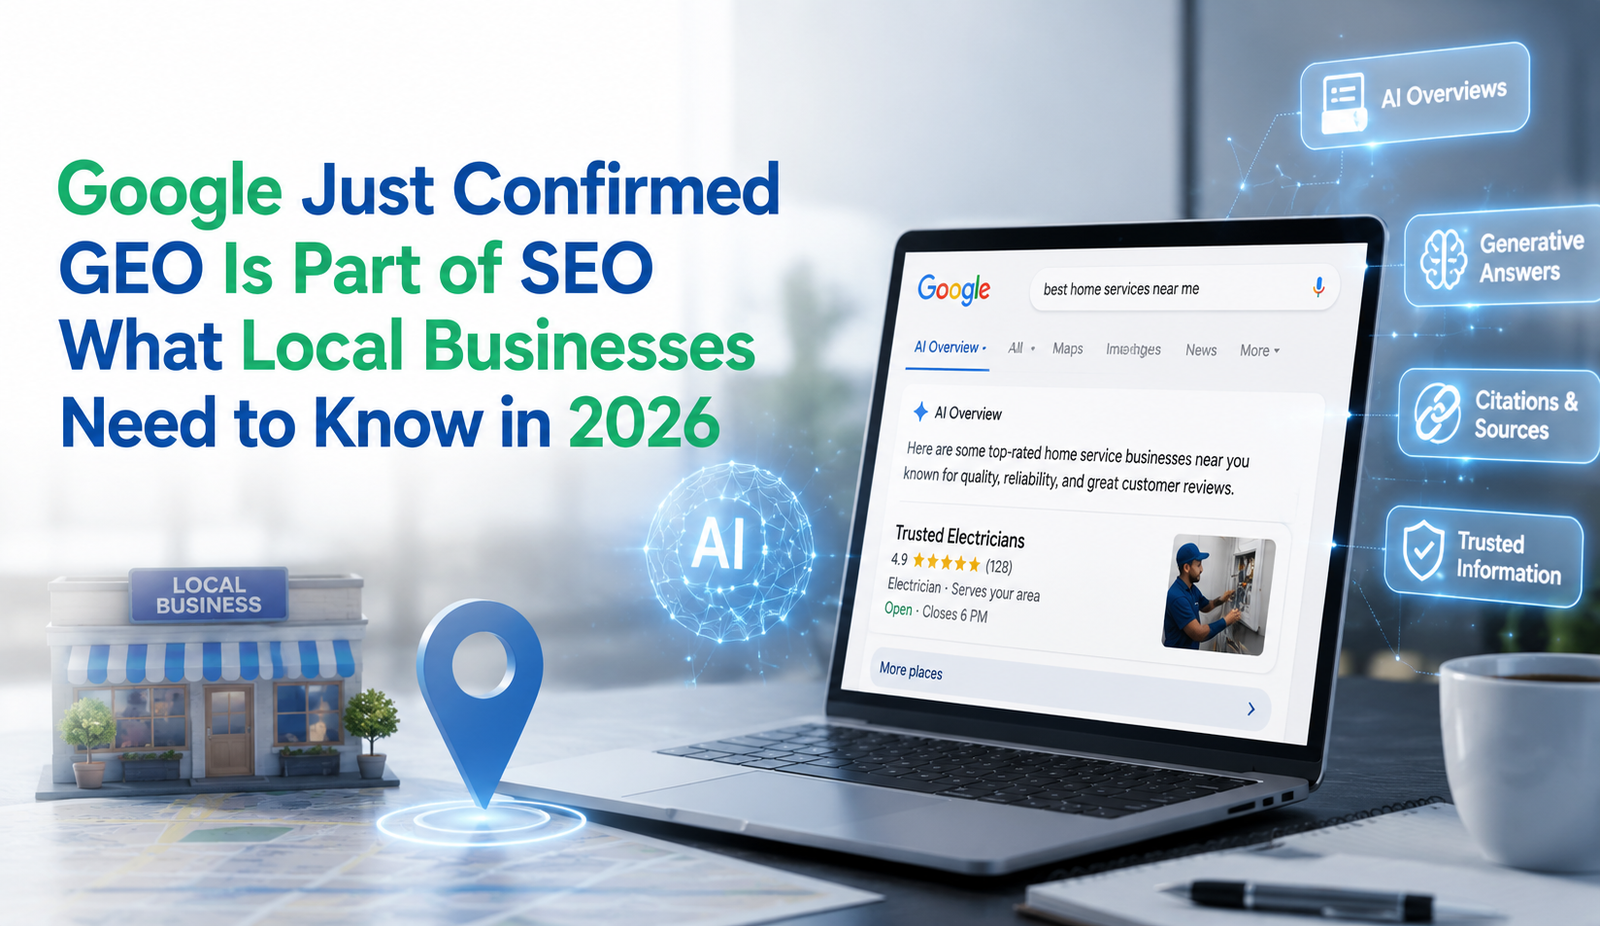 Google Just Confirmed
GEO Is Part of SEO
What Local Businesses
Need to Know in 2026
LOCAL
BUSINESS
AI
Google
best home services near me
AI Overview
All
Maps
News
More
AI Overview
Here are some top-rated home service businesses near you
known for quality, reliability, and great customer reviews.
Trusted Electricians
4.9 ★★★★★ (128)
Electrician · Serves your area
Open · Closes 6 PM
More places
AI Overviews
Generative
Answers
Citations &
Sources
Trusted
Information